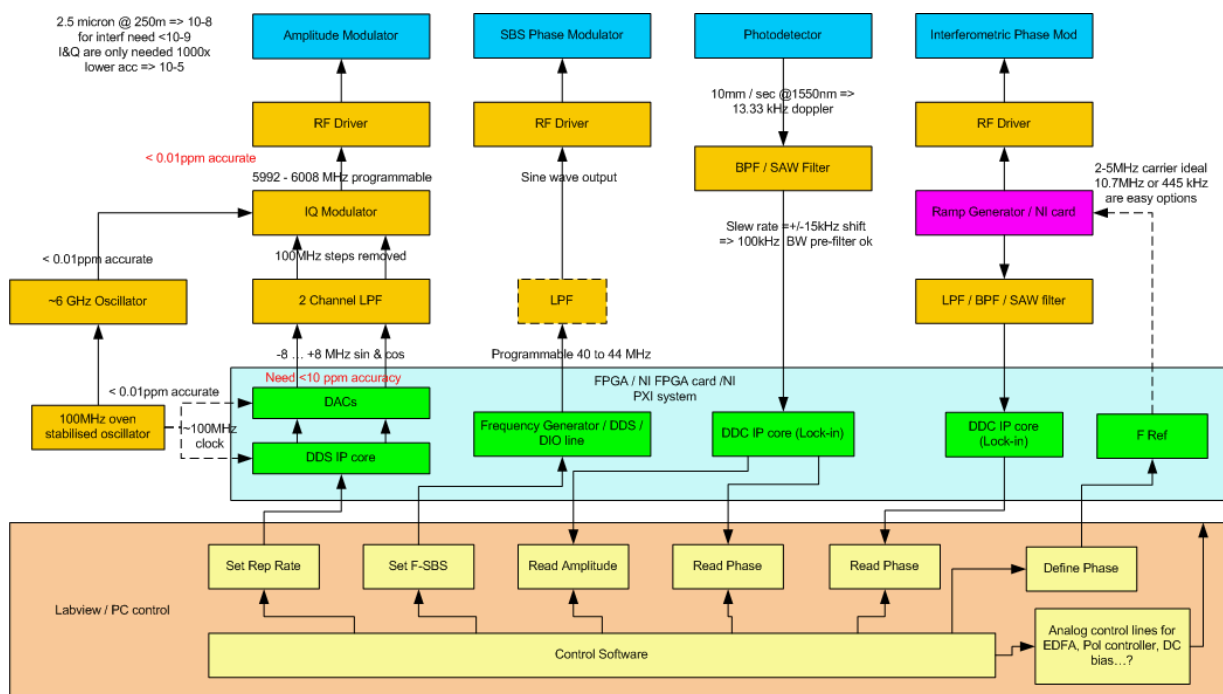 2.5 micron @ 250m => 10-8
for interf need <10-9
I&Q are only needed 1000x
lower acc => 10-5
Amplitude Modulator
SBS Phase Modulator
Photodetector
Interferometric Phase Mod
10mm / sec @1550nm =>
13.33 kHz doppler
RF Driver
RF Driver
RF Driver
< 0.01ppm accurate
BPF / SAW Filter
2-5MHz carrier ideal
10.7MHz or 445 kHz
are easy options
5992 - 6008 MHz programmable
Sine wave output
IQ Modulator
Ramp Generator / NI card
Slew rate =+/-15kHz shift
=> 100kHz BW pre-filter ok
< 0.01ppm accurate
100MHz steps removed
~6 GHz Oscillator
2 Channel LPF
LPF
LPF / BPF / SAW filter
-8 ... +8 MHz sin & cos
Programmable 40 to 44 MHz
Need <10 ppm accuracy
FPGA / NI FPGA card /NI
PXI system
< 0.01ppm accurate
DACs
100MHz oven
stabilised oscillator
~100MHz
clock
Frequency Generator / DDS /
DIO line
DDC IP core (Lock-in)
DDC IP core
(Lock-in)
F Ref
DDS IP core
Set Rep Rate
Set F-SBS
Read Amplitude
Read Phase
Read Phase
Define Phase
Labview / PC control
Control Software
Analog control lines for
EDFA, Pol controller, DC
bias...?